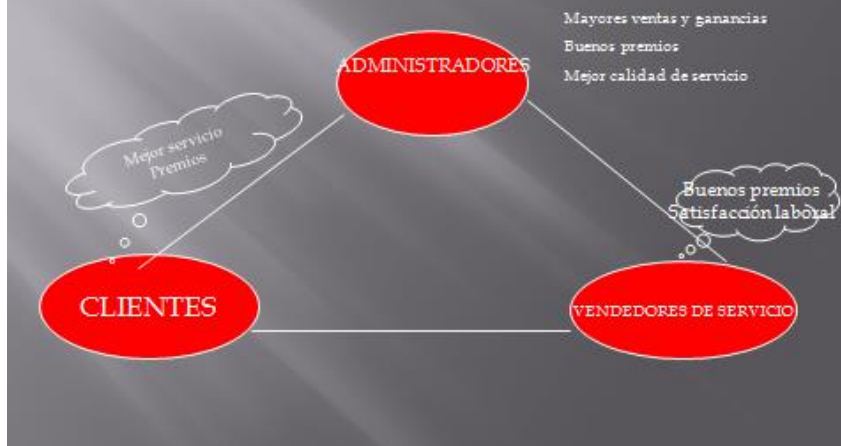 Mayores ventas y ganancias
Buenos premios
Mejor calidad de servicio
ADMINISTRADORES
Mejor servicio
Premios
Buenos premios
Satisfacción laboral
CLIENTES
VENDEDORES DE SERVICIO